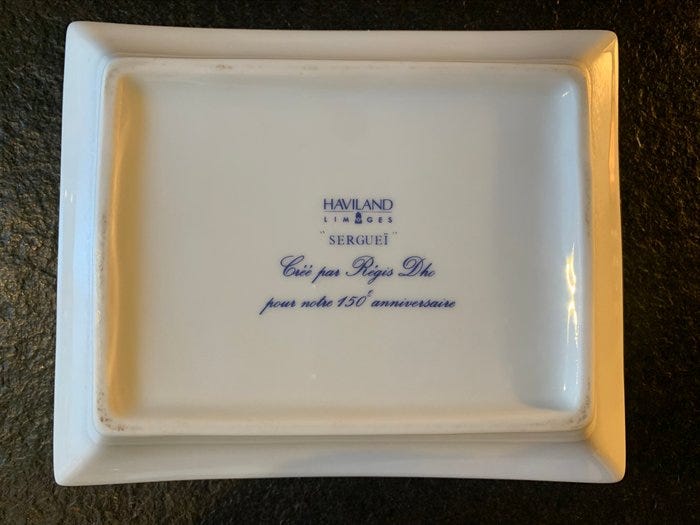 HAVILAND
LIMOGES
"SERGUEÏ"
Créé par Régis Dho
pour notre 150e anniversaire